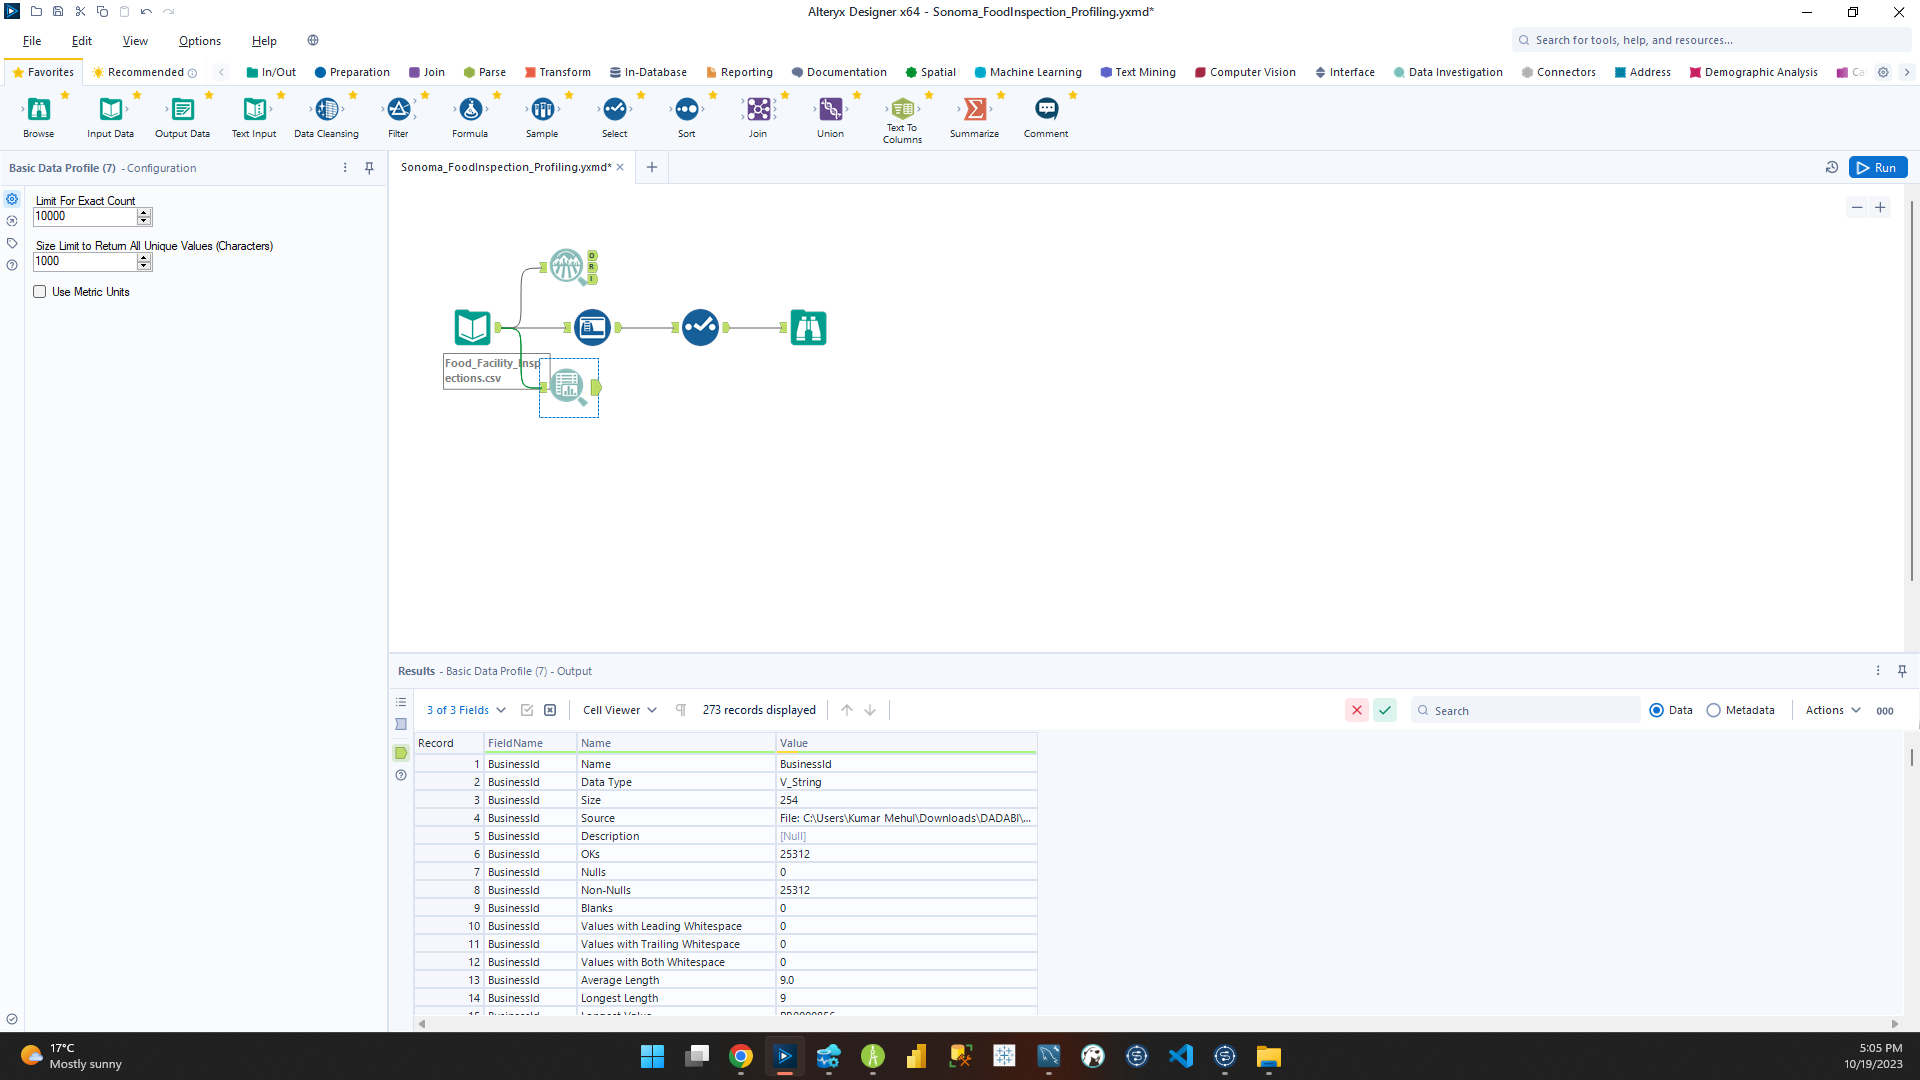 Alteryx Designer x64 - Sonoma_FoodInspection_Profiling.yxmd*
File Edit View Options Help
Search for tools, help, and resources...
Favorites Recommended In/Out Preparation Join Parse Transform In-Database Reporting Documentation Spatial Machine Learning Text Mining Computer Vision Interface Data Investigation Connectors Address Demographic Analysis Ca
Browse Input Data Output Data Text Input Data Cleansing Filter Formula Sample Select Sort Join Union Text To Columns Summarize Comment
Basic Data Profile (7) - Configuration
Sonoma_FoodInspection_Profiling.yxmd*
Run
Limit For Exact Count
10000
Size Limit to Return All Unique Values (Characters)
1000
Use Metric Units
D
R
I
Food_Facility_Insp
ections.csv
Results - Basic Data Profile (7) - Output
3 of 3 Fields Cell Viewer 273 records displayed Search Data Metadata Actions 000
Record FieldName Name Value
1 BusinessId Name BusinessId
2 BusinessId Data Type V_String
3 BusinessId Size 254
4 BusinessId Source File: C:\Users\Kumar Mehul\Downloads\DADABI\...
5 BusinessId Description [Null]
6 BusinessId OKs 25312
7 BusinessId Nulls 0
8 BusinessId Non-Nulls 25312
9 BusinessId Blanks 0
10 BusinessId Values with Leading Whitespace 0
11 BusinessId Values with Trailing Whitespace 0
12 BusinessId Values with Both Whitespace 0
13 BusinessId Average Length 9.0
14 BusinessId Longest Length 9
17°C
Mostly sunny
5:05 PM
10/19/2023